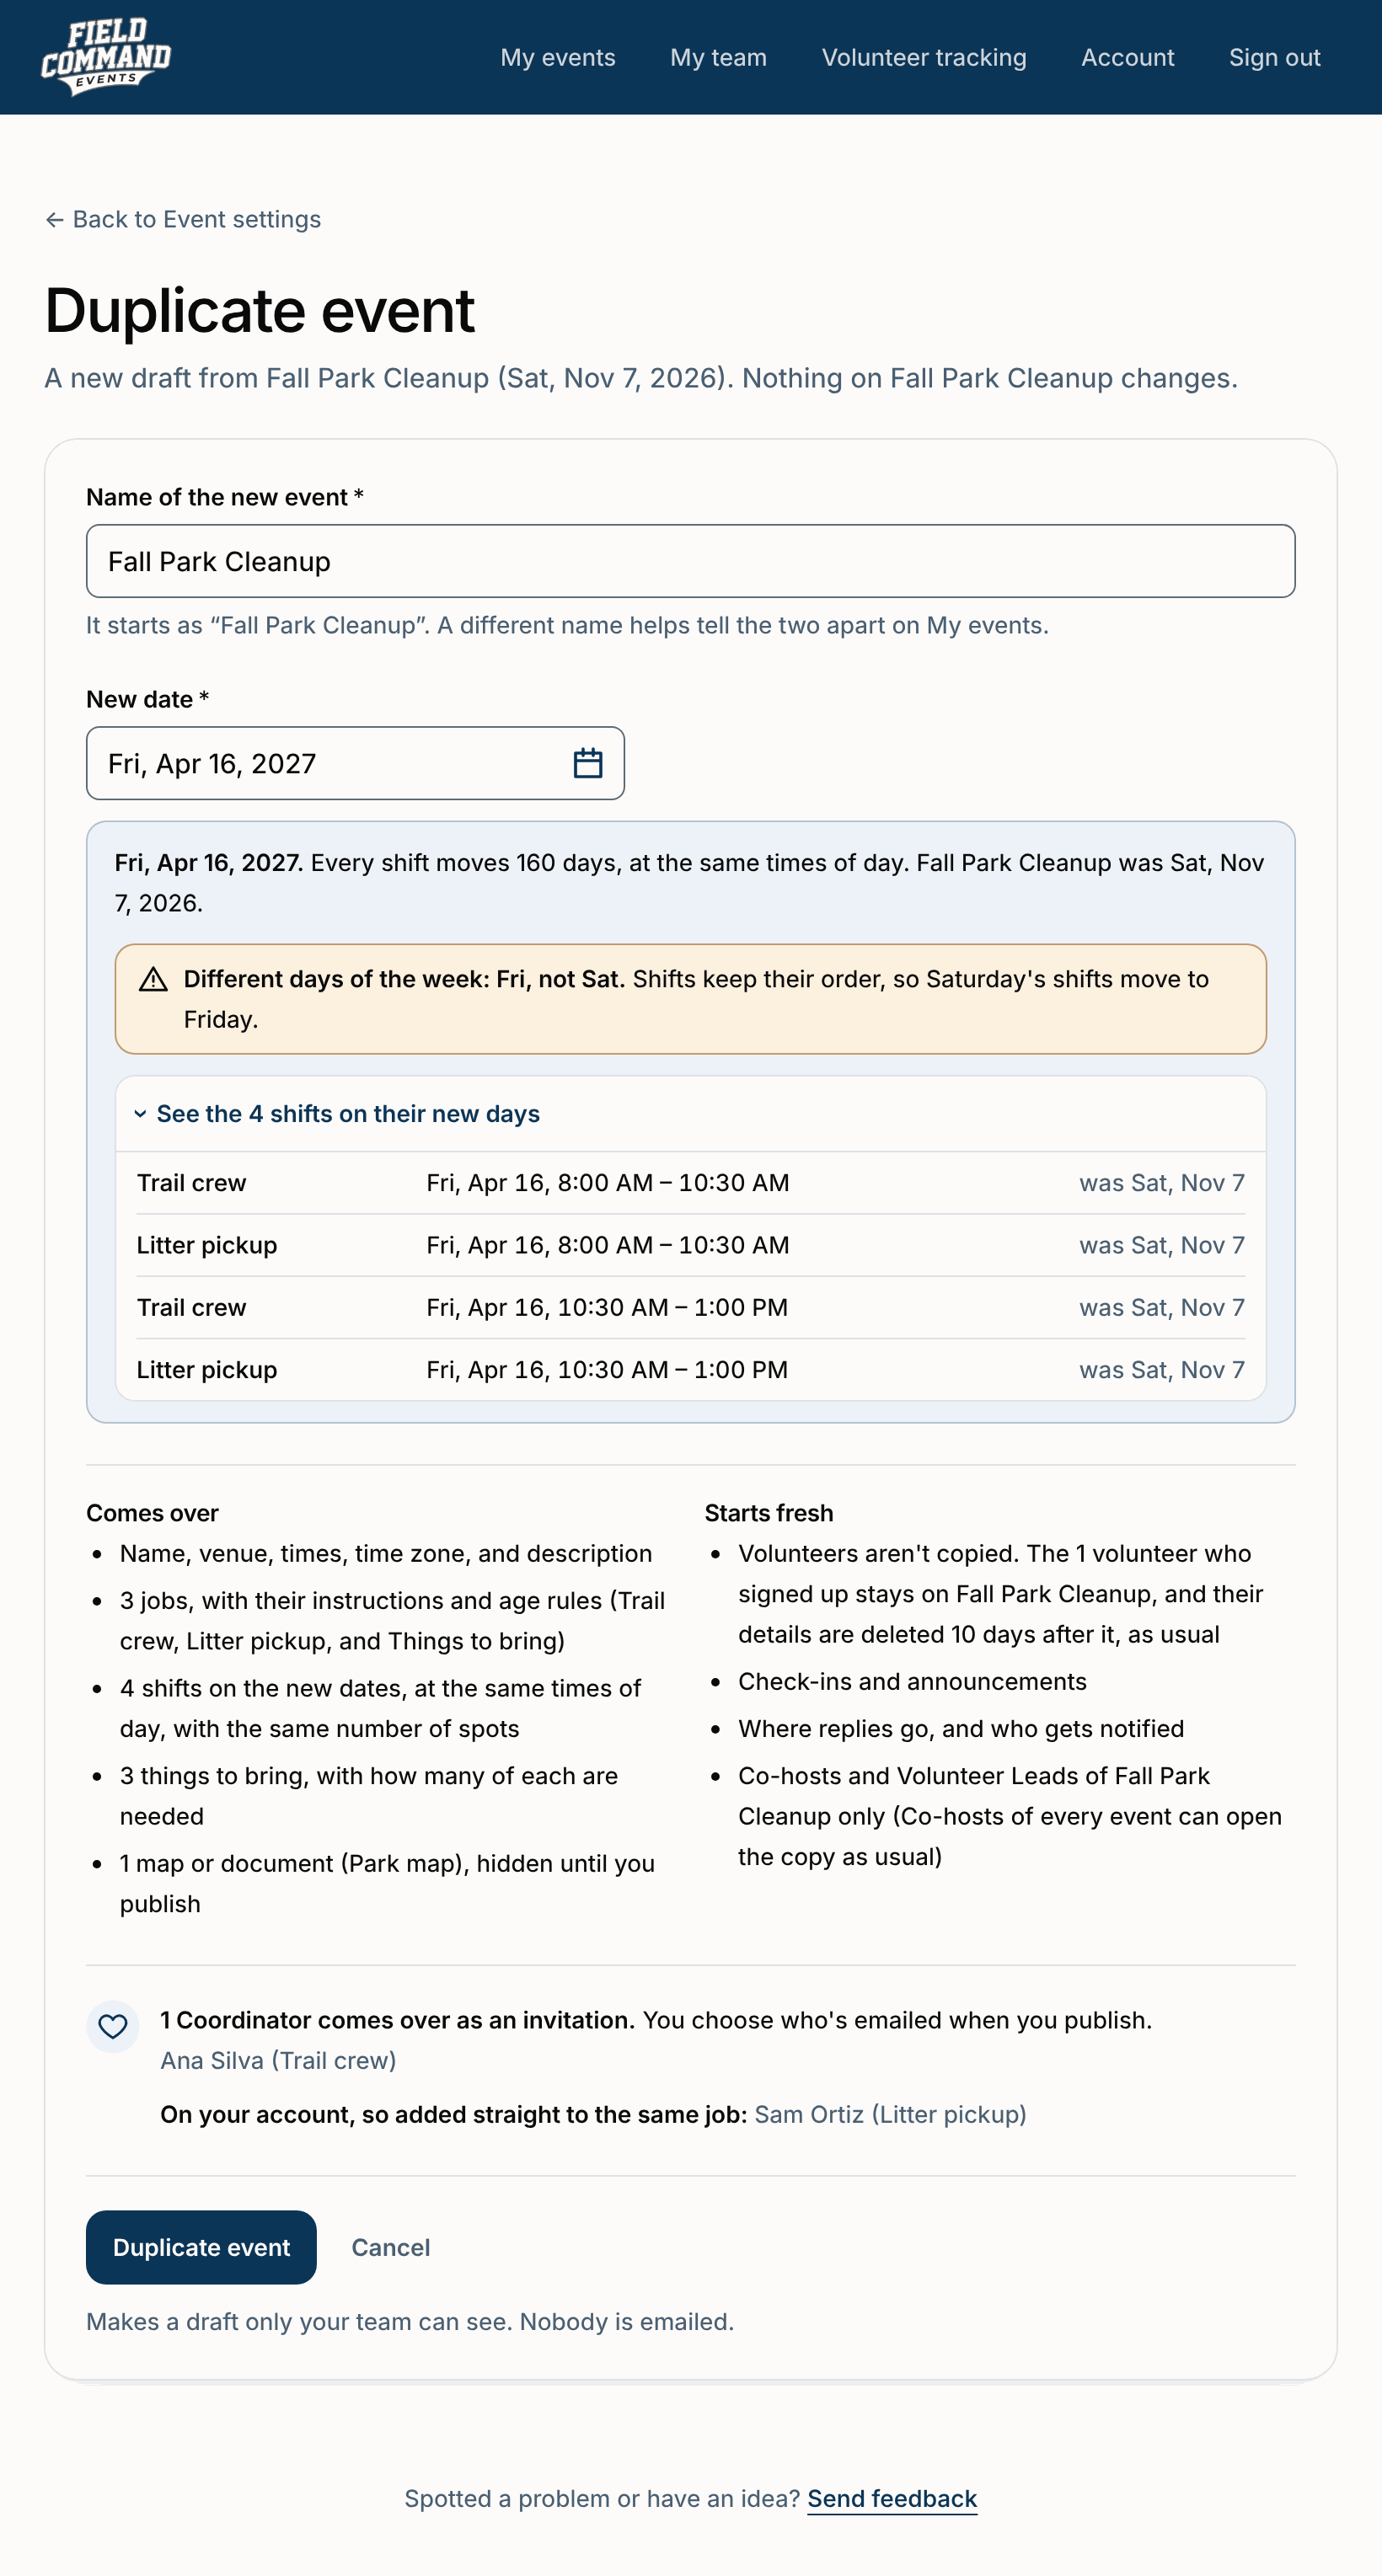 FIELD
COMMAND
EVENTS
My events
My team
Volunteer tracking
Account
Sign out
← Back to Event settings
Duplicate event
A new draft from Fall Park Cleanup (Sat, Nov 7, 2026). Nothing on Fall Park Cleanup changes.
Name of the new event *
Fall Park Cleanup
It starts as “Fall Park Cleanup”. A different name helps tell the two apart on My events.
New date *
Fri, Apr 16, 2027
Fri, Apr 16, 2027. Every shift moves 160 days, at the same times of day. Fall Park Cleanup was Sat, Nov
7, 2026.
Different days of the week: Fri, not Sat. Shifts keep their order, so Saturday's shifts move to
Friday.
See the 4 shifts on their new days
Trail crew Fri, Apr 16, 8:00 AM – 10:30 AM was Sat, Nov 7
Litter pickup Fri, Apr 16, 8:00 AM – 10:30 AM was Sat, Nov 7
Trail crew Fri, Apr 16, 10:30 AM – 1:00 PM was Sat, Nov 7
Litter pickup Fri, Apr 16, 10:30 AM – 1:00 PM was Sat, Nov 7
Comes over
• Name, venue, times, time zone, and description
• 3 jobs, with their instructions and age rules (Trail
crew, Litter pickup, and Things to bring)
• 4 shifts on the new dates, at the same times of
day, with the same number of spots
• 3 things to bring, with how many of each are
needed
• 1 map or document (Park map), hidden until you
publish
Starts fresh
• Volunteers aren't copied. The 1 volunteer who
signed up stays on Fall Park Cleanup, and their
details are deleted 10 days after it, as usual
• Check-ins and announcements
• Where replies go, and who gets notified
• Co-hosts and Volunteer Leads of Fall Park
Cleanup only (Co-hosts of every event can open
the copy as usual)
1 Coordinator comes over as an invitation. You choose who's emailed when you publish.
Ana Silva (Trail crew)
On your account, so added straight to the same job: Sam Ortiz (Litter pickup)
Duplicate event
Cancel
Makes a draft only your team can see. Nobody is emailed.
Spotted a problem or have an idea? Send feedback